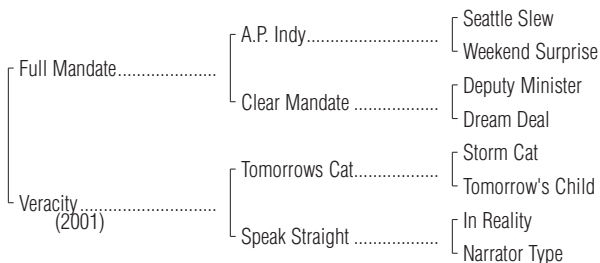 Seattle Slew
A.P. Indy
Weekend Surprise
Full Mandate
Deputy Minister
Clear Mandate
Dream Deal
Storm Cat
Tomorrows Cat
Tomorrow's Child
Veracity
(2001)
In Reality
Speak Straight
Narrator Type